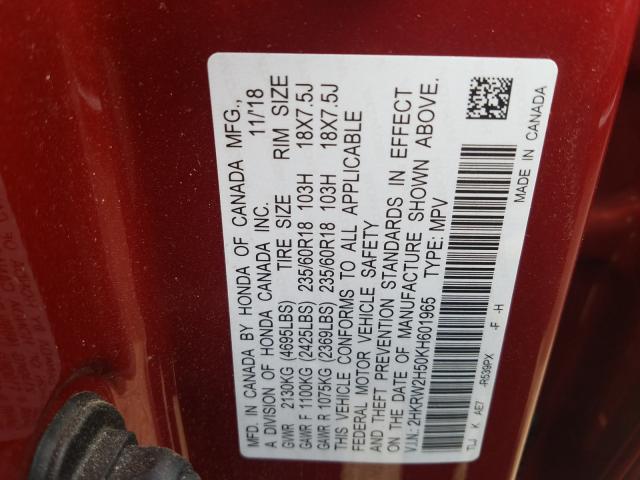 MFD. IN CANADA BY HONDA OF CANADA MFG.,
A DIVISION OF HONDA CANADA INC. 11/18
GVWR 2130KG (4695LBS) TIRE SIZE RIM SIZE
GAWR F 1100KG (2425LBS) 235/60R18 103H 18X7.5J
GAWR R 1075KG (2369LBS) 235/60R18 103H 18X7.5J
THIS VEHICLE CONFORMS TO ALL APPLICABLE
FEDERAL MOTOR VEHICLE SAFETY
AND THEFT PREVENTION STANDARDS IN EFFECT
ON THE DATE OF MANUFACTURE SHOWN ABOVE.
V.I.N.: 2HKRW2H50KH601965 TYPE: MPV
TLJ K AE7 -R539PX -F -H MADE IN CANADA